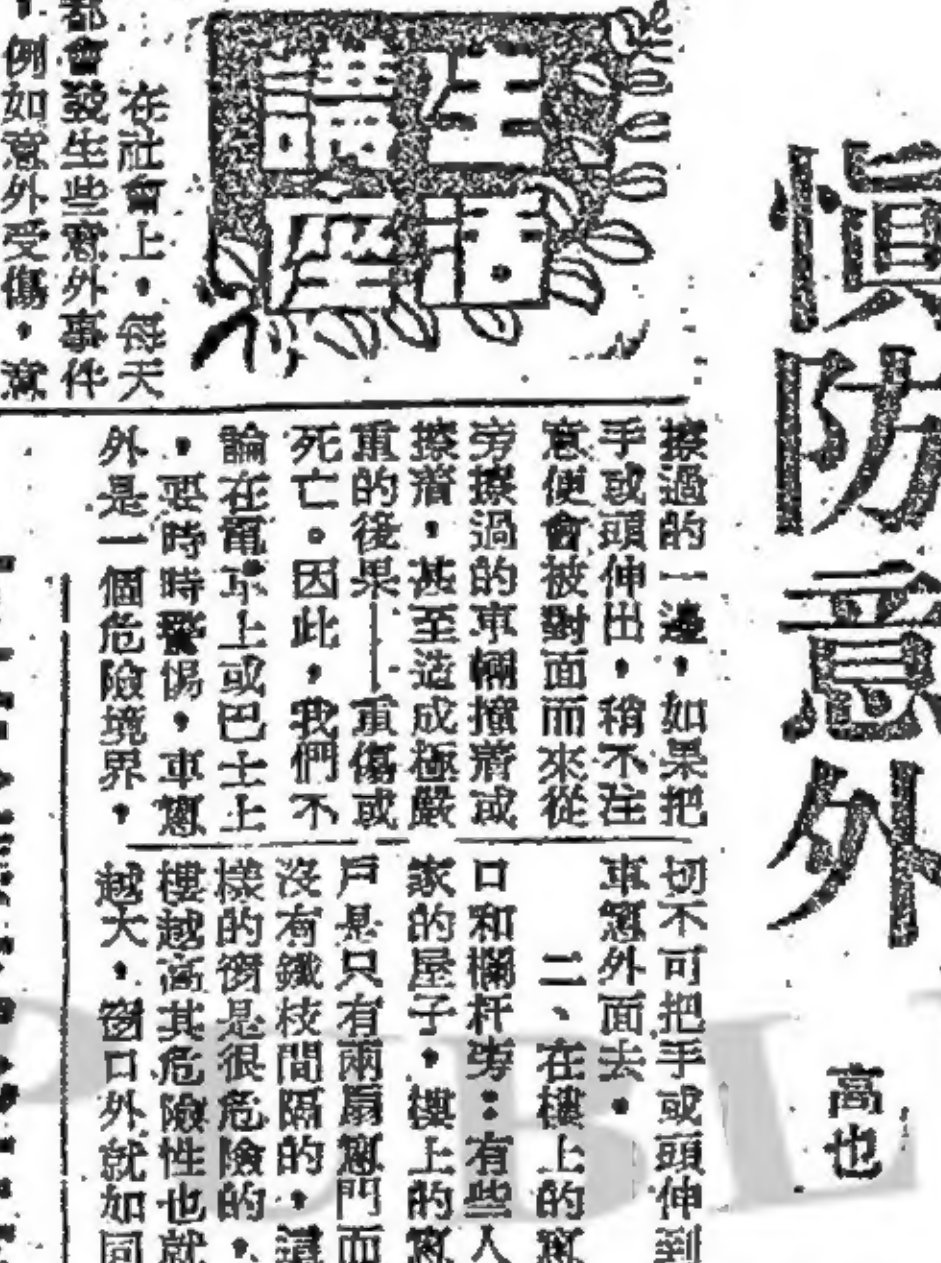 慎防意外
高也
生活
講座
在社會上，每天
都會發生些意外事件
，例如意外受傷，意
擦過的一邊，如果把
手或頭伸出，稍不注
意便會被對面而來從
旁擦過的車欄撞着或
擦着，甚至造成極嚴
重的後果——重傷或
死亡。因此，我們不
論在電車上或巴士上
，要時時警惕，車窻
外是一個危險境界，
切不可把手或頭伸到
車窻外面去。
二、在樓上的窻
口和欄杆旁：有些人
家的屋子，樓上的窻
戶是只有兩扇窻門而
沒有鐵枝間隔的，這
樣的窗是很危險的，
樓越高其危險性也就
越大，窗口外就如同